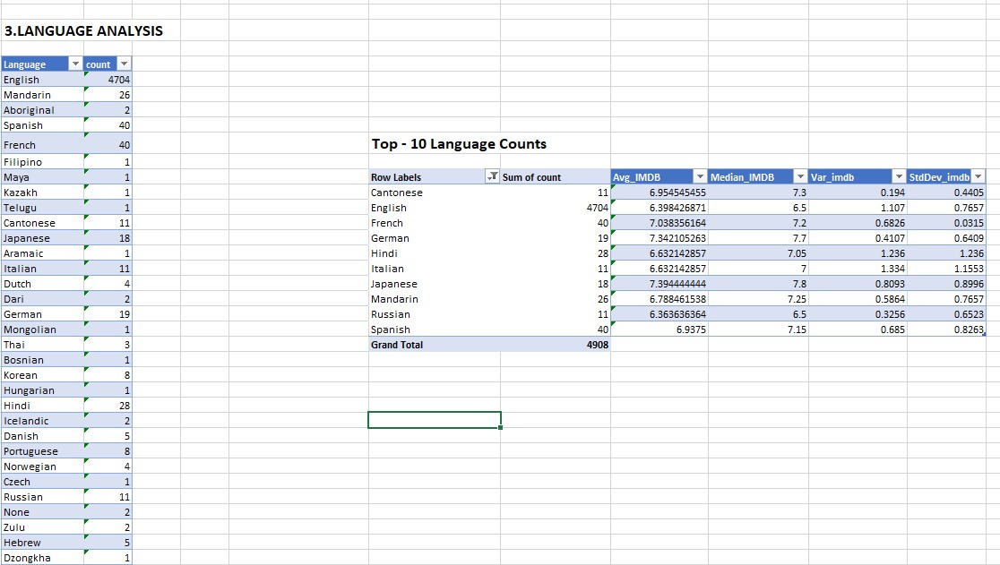 3.LANGUAGE ANALYSIS
Language count
English 4704
Mandarin 26
Aboriginal 2
Spanish 40
French 40
Filipino 1
Maya 1
Kazakh 1
Telugu 1
Cantonese 11
Japanese 18
Aramaic 1
Italian 11
Dutch 4
Dari 2
German 19
Mongolian 1
Thai 3
Bosnian 1
Korean 8
Hungarian 1
Hindi 28
Icelandic 2
Danish 5
Portuguese 8
Norwegian 4
Czech 1
Russian 11
None 2
Zulu 2
Hebrew 5
Dzongkha 1
Top - 10 Language Counts
Row Labels Sum of count Avg_IMDB Median_IMDB Var_imdb StdDev_imdb
Cantonese 11 6.954545455 7.3 0.194 0.4405
English 4704 6.398426871 6.5 1.107 0.7657
French 40 7.038356164 7.2 0.6826 0.0315
German 19 7.342105263 7.7 0.4107 0.6409
Hindi 28 6.632142857 7.05 1.236 1.236
Italian 11 6.632142857 7 1.334 1.1553
Japanese 18 7.394444444 7.8 0.8093 0.8996
Mandarin 26 6.788461538 7.25 0.5864 0.7657
Russian 11 6.363636364 6.5 0.3256 0.6523
Spanish 40 6.9375 7.15 0.685 0.8263
Grand Total 4908